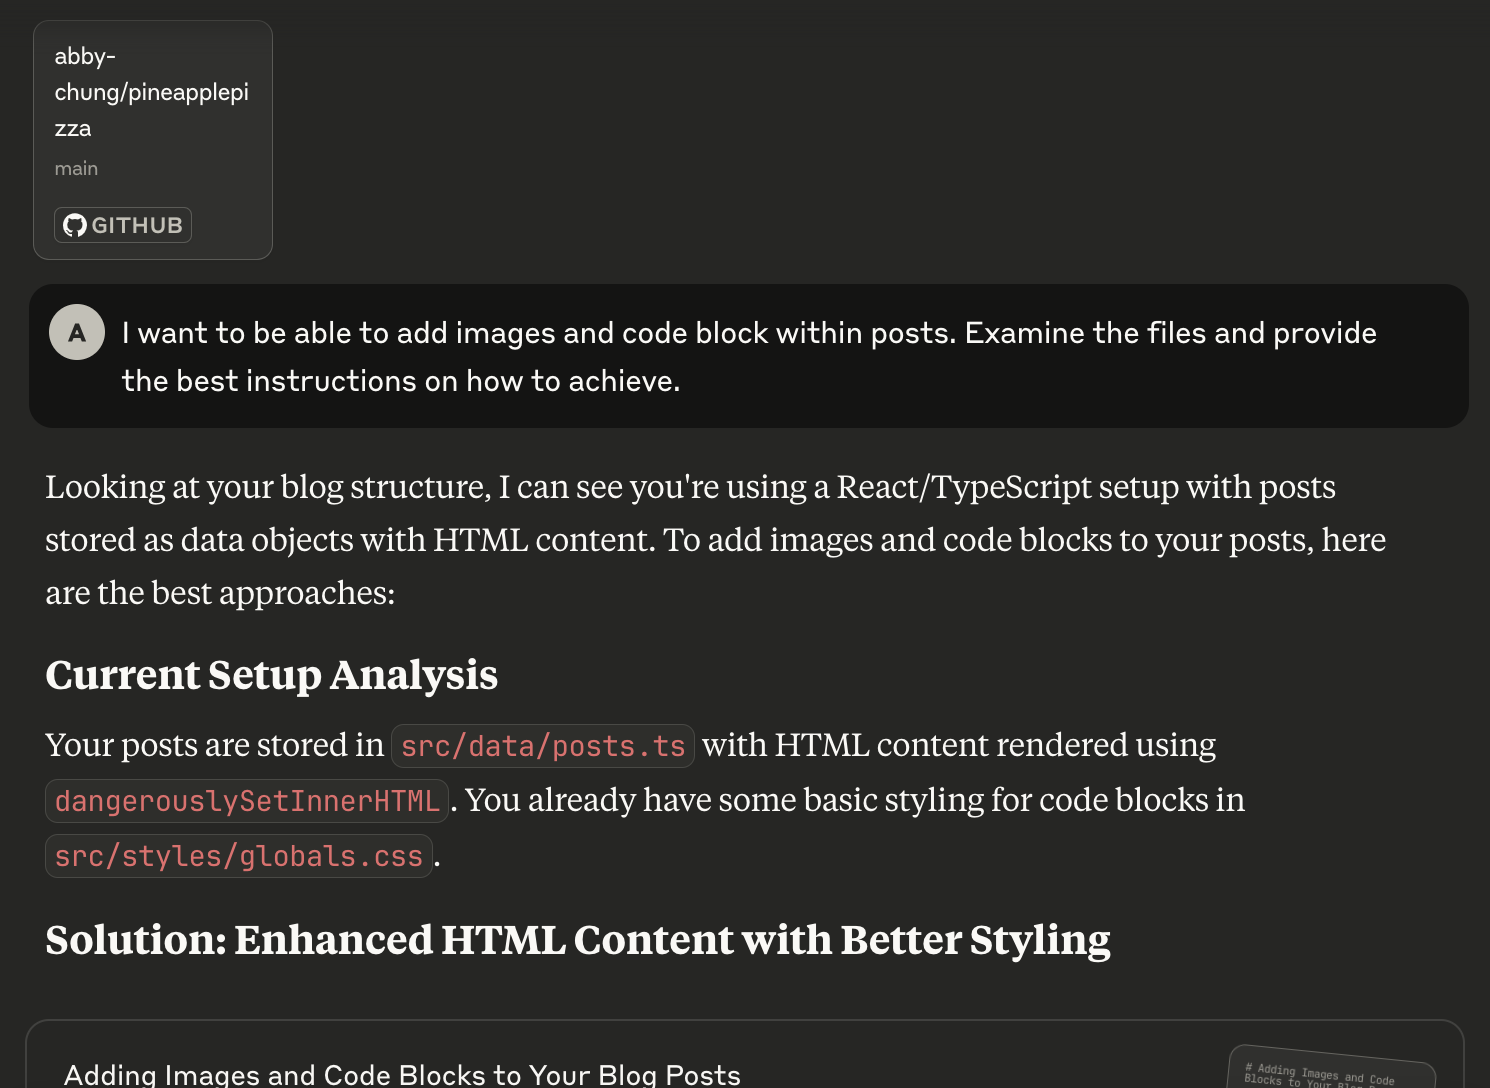 abby-
chung/pineapplepi
zza
main
GITHUB
A
I want to be able to add images and code block within posts. Examine the files and provide
the best instructions on how to achieve.
Looking at your blog structure, I can see you're using a React/TypeScript setup with posts
stored as data objects with HTML content. To add images and code blocks to your posts, here
are the best approaches:
Current Setup Analysis
Your posts are stored in src/data/posts.ts with HTML content rendered using
dangerouslySetInnerHTML. You already have some basic styling for code blocks in
src/styles/globals.css.
Solution: Enhanced HTML Content with Better Styling
Adding Images and Code Blocks to Your Blog Posts
# Adding Images and Code
Blocks to Your Blog